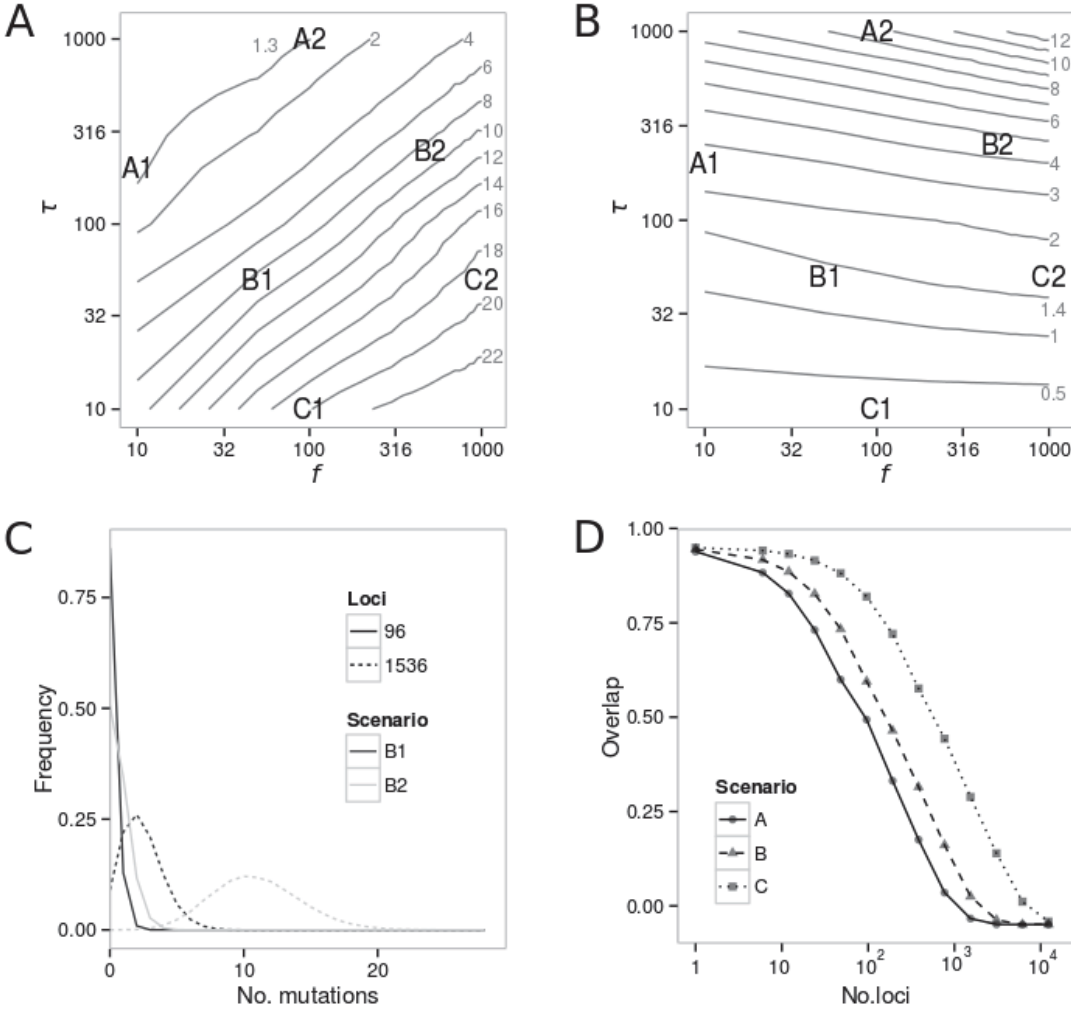 A
1000
316
100
32
10
τ
1.3
A2
2
4
6
8
10
12
14
16
18
20
22
A1
B2
B1
C2
C1
10
32
100
316
1000
f
B
1000
316
100
32
10
τ
A2
12
10
8
6
4
3
2
1.4
1
0.5
A1
B2
B1
C2
C1
10
32
100
316
1000
f
C
Frequency
0.75
0.50
0.25
0.00
Loci
96
1536
Scenario
B1
B2
0
10
20
No. mutations
D
Overlap
1.00
0.75
0.50
0.25
0.00
Scenario
A
B
C
1
10
10²
10³
10⁴
No.loci